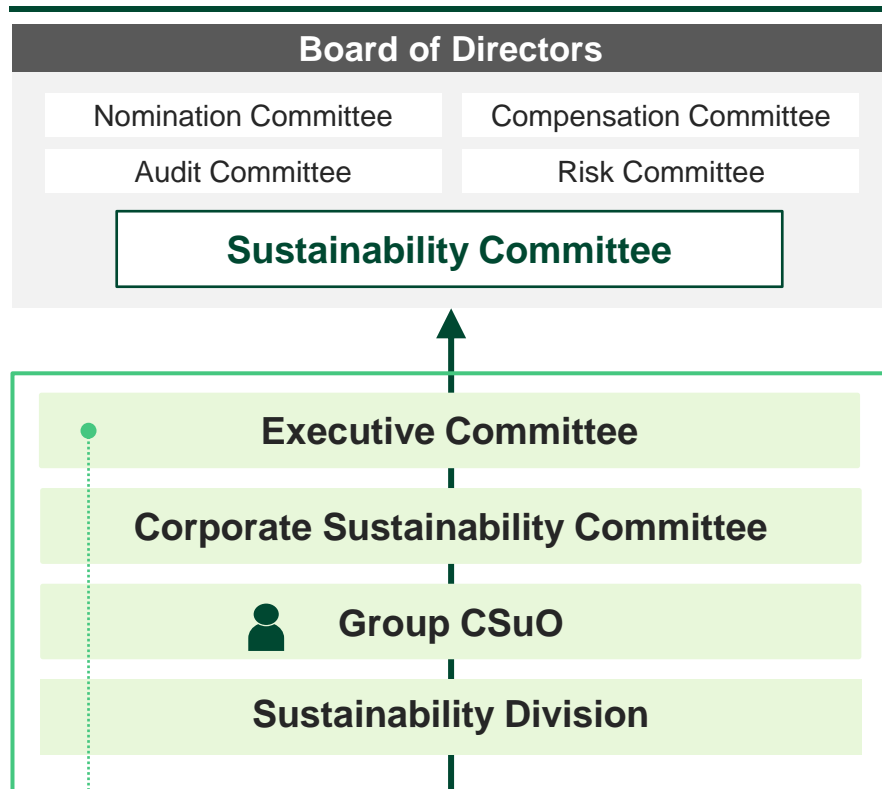 Board of Directors
Nomination Committee
Compensation Committee
Audit Committee
Risk Committee
Sustainability Committee
Executive Committee
Corporate Sustainability Committee
Group CSuO
Sustainability Division